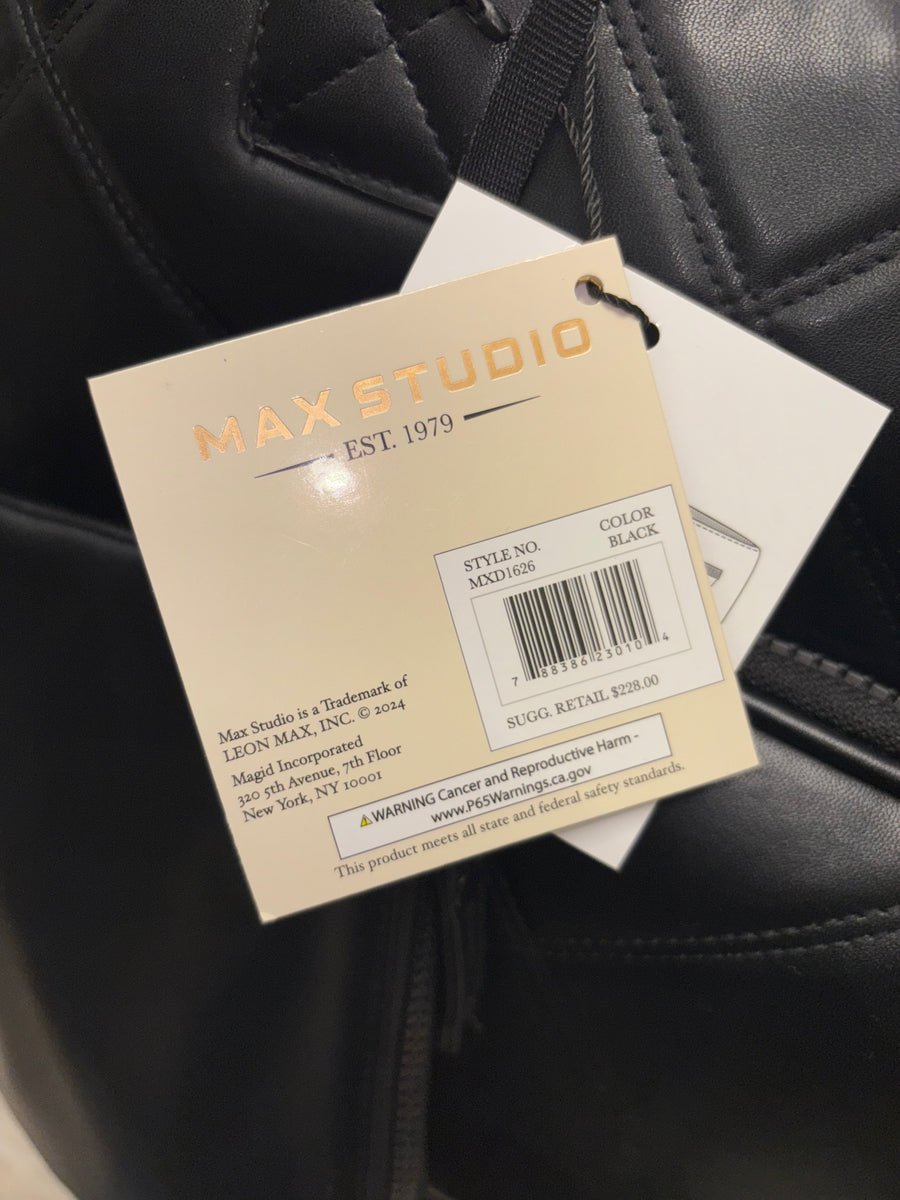 MAX STUDIO
EST. 1979
STYLE NO.
MXD1626
COLOR
BLACK
7 88386 23010 4
SUGG. RETAIL $228.00
Max Studio is a Trademark of
LEON MAX, INC. © 2024
Magid Incorporated
320 5th Avenue, 7th Floor
New York, NY 10001
⚠WARNING Cancer and Reproductive Harm -
www.P65Warnings.ca.gov
This product meets all state and federal safety standards.